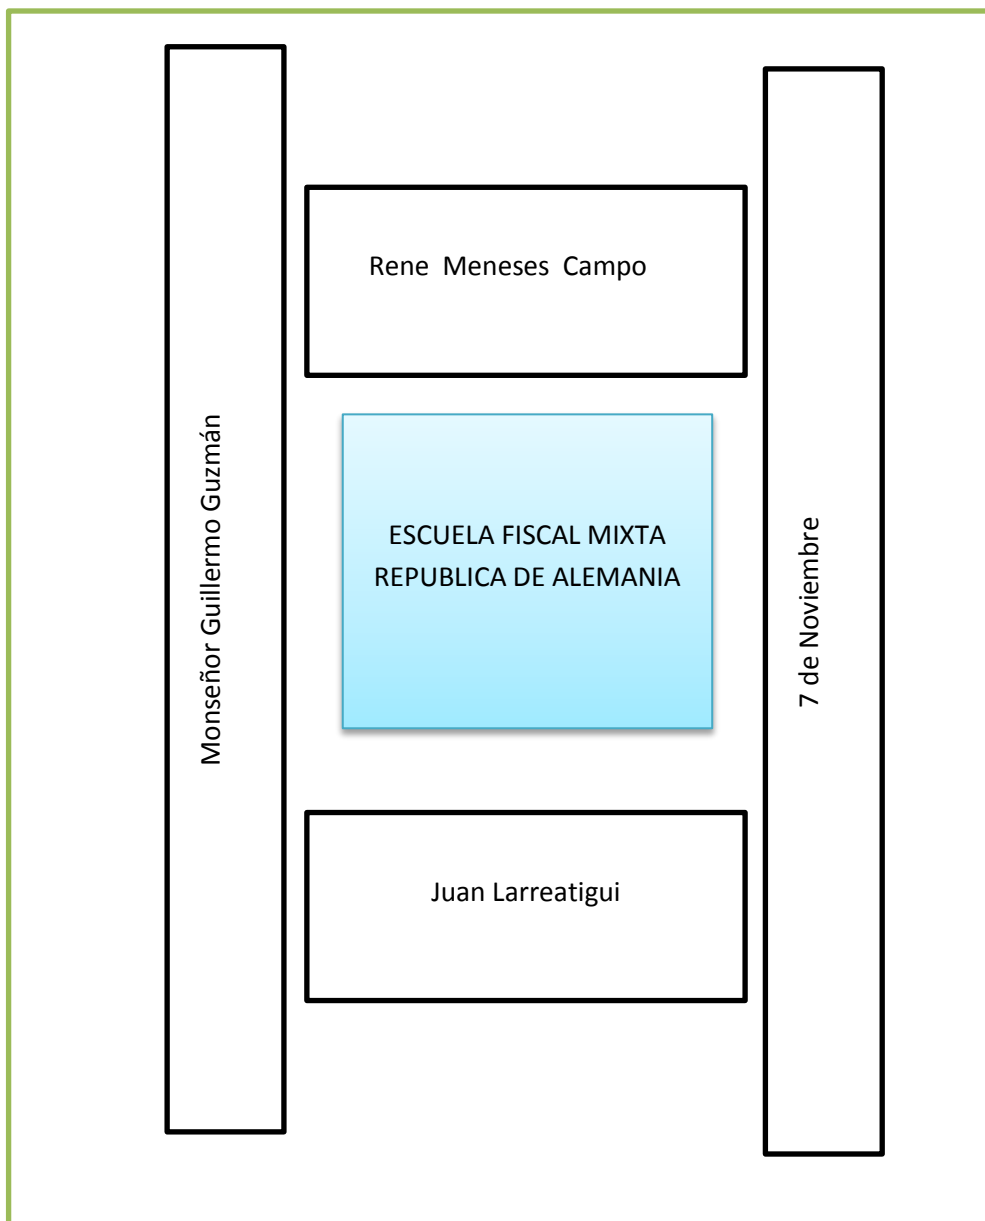 Rene Meneses Campo
Monseñor Guillermo Guzmán
ESCUELA FISCAL MIXTA
REPUBLICA DE ALEMANIA
7 de Noviembre
Juan Larreatigui